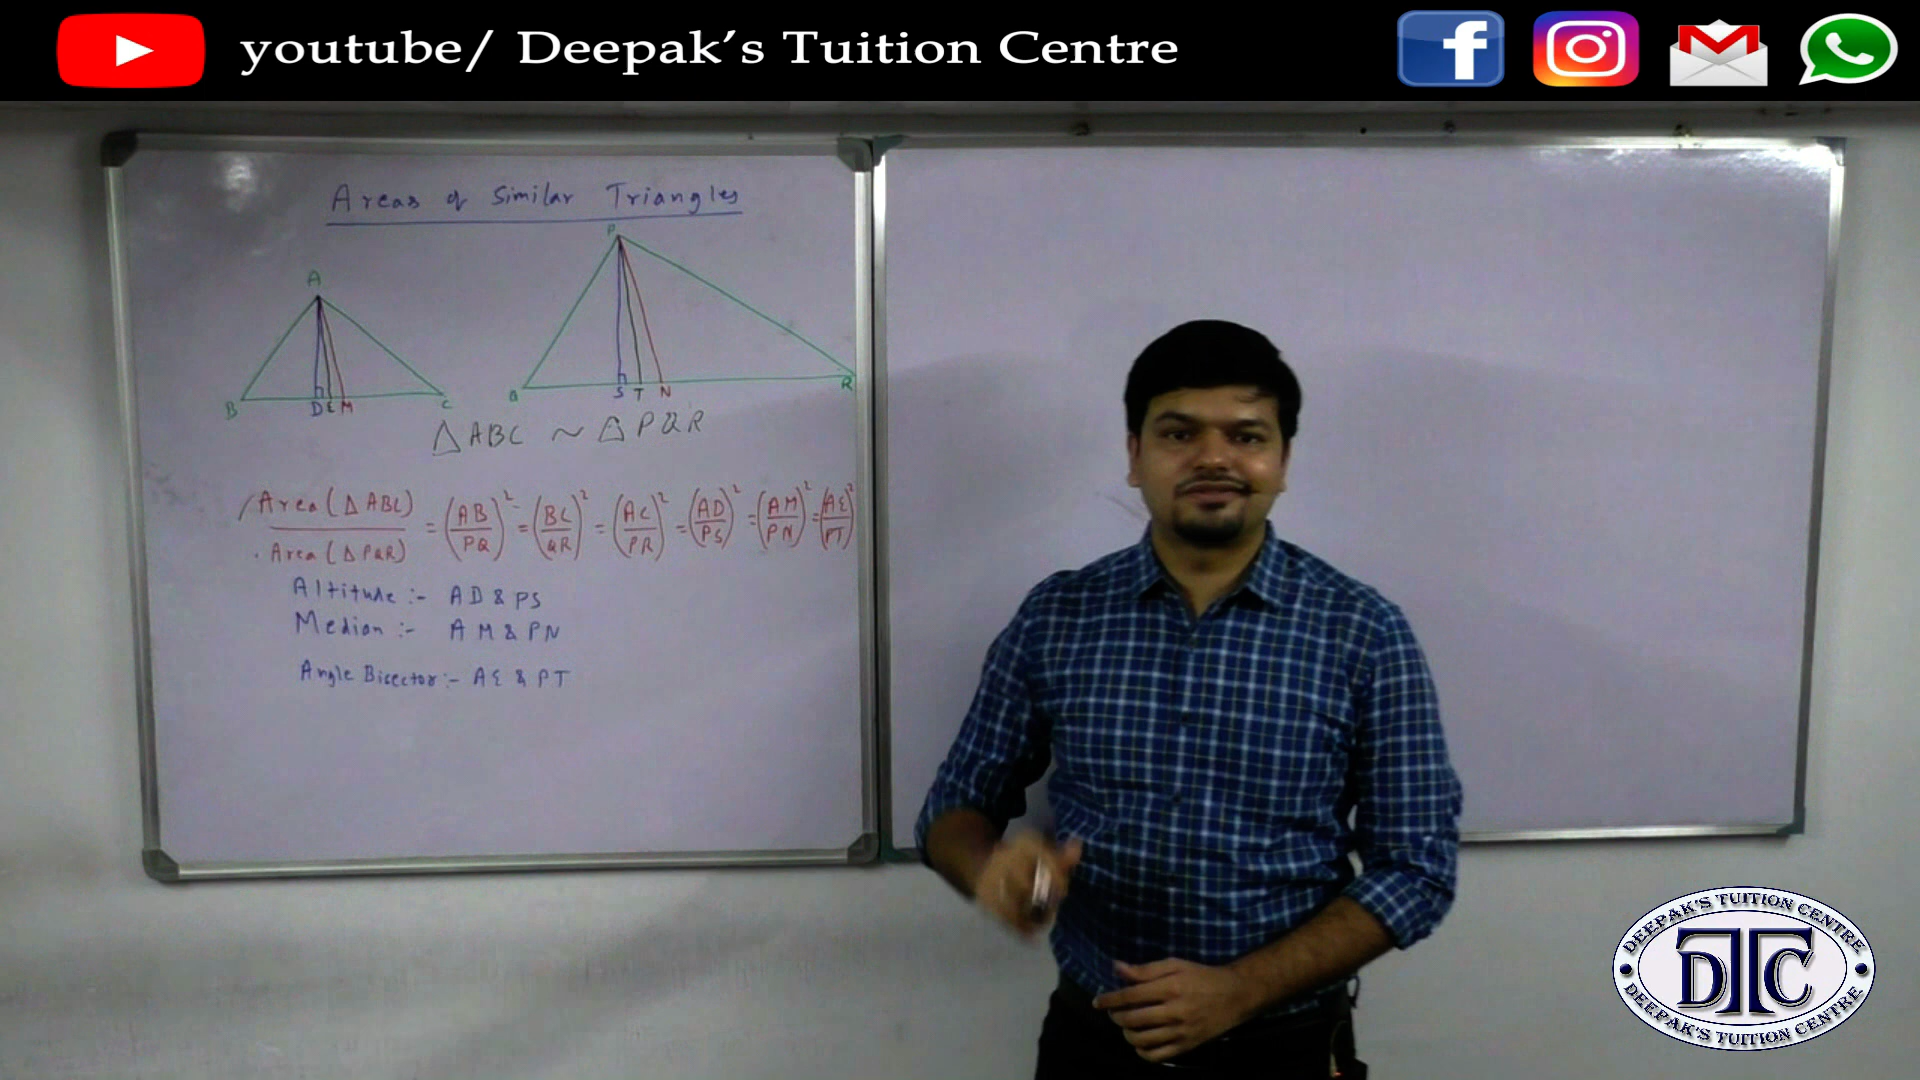 youtube/ Deepak’s Tuition Centre
Areas of Similar Triangles
A
B D E M C
P
Q S T N R
△ ABC ~ △ PQR
Area (△ ABC) / Area (△ PQR) = (AB/PQ)² = (BC/QR)² = (AC/PR)² = (AD/PS)² = (AM/PN)² = (AE/PT)²
Altitude :- AD & PS
Median :- AM & PN
Angle Bisector :- AE & PT
DEEPAK'S TUITION CENTRE
DTC
DEEPAK'S TUITION CENTRE